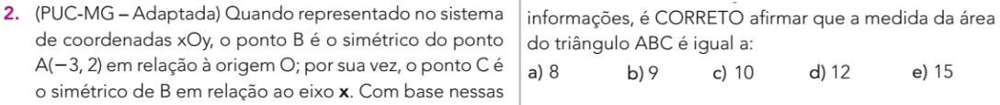 2. (PUC-MG – Adaptada) Quando representado no sistema
de coordenadas xOy, o ponto B é o simétrico do ponto
A(−3, 2) em relação à origem O; por sua vez, o ponto C é
o simétrico de B em relação ao eixo x. Com base nessas
informações, é CORRETO afirmar que a medida da área
do triângulo ABC é igual a:
a) 8 b) 9 c) 10 d) 12 e) 15